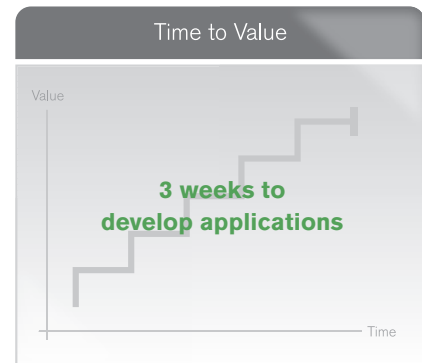 Time to Value
Value
3 weeks to
develop applications
Time